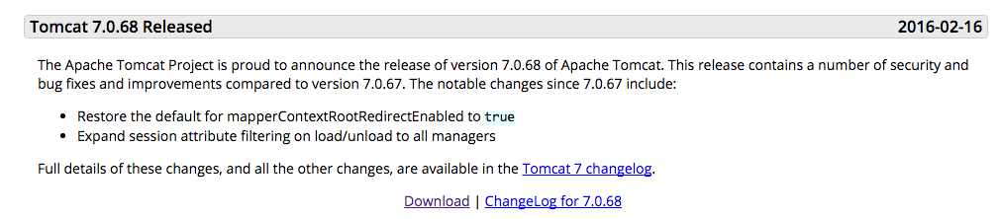 Tomcat 7.0.68 Released 2016-02-16
The Apache Tomcat Project is proud to announce the release of version 7.0.68 of Apache Tomcat. This release contains a number of security and
bug fixes and improvements compared to version 7.0.67. The notable changes since 7.0.67 include:
• Restore the default for mapperContextRootRedirectEnabled to true
• Expand session attribute filtering on load/unload to all managers
Full details of these changes, and all the other changes, are available in the Tomcat 7 changelog.
Download | ChangeLog for 7.0.68